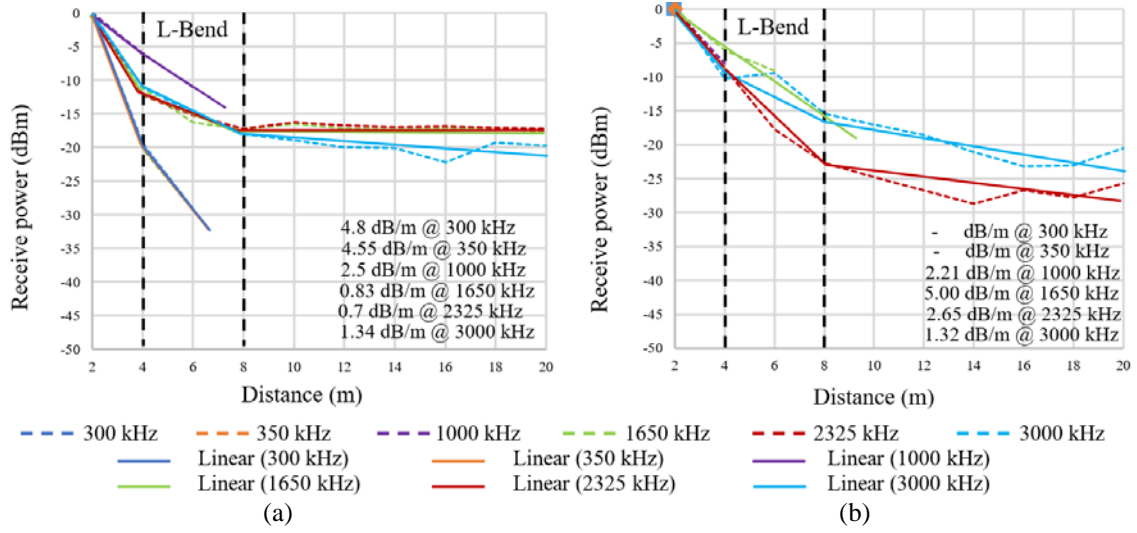 0
-5
-10
-15
-20
-25
-30
-35
-40
-45
-50
Receive power (dBm)
L-Bend
4.8 dB/m @ 300 kHz
4.55 dB/m @ 350 kHz
2.5 dB/m @ 1000 kHz
0.83 dB/m @ 1650 kHz
0.7 dB/m @ 2325 kHz
1.34 dB/m @ 3000 kHz
2 4 6 8 10 12 14 16 18 20
Distance (m)
0
-5
-10
-15
-20
-25
-30
-35
-40
-45
-50
Receive power (dBm)
L-Bend
- dB/m @ 300 kHz
- dB/m @ 350 kHz
2.21 dB/m @ 1000 kHz
5.00 dB/m @ 1650 kHz
2.65 dB/m @ 2325 kHz
1.32 dB/m @ 3000 kHz
2 4 6 8 10 12 14 16 18 20
Distance (m)
300 kHz 350 kHz 1000 kHz 1650 kHz 2325 kHz 3000 kHz
Linear (300 kHz) Linear (350 kHz) Linear (1000 kHz)
Linear (1650 kHz) Linear (2325 kHz) Linear (3000 kHz)
(a) (b)